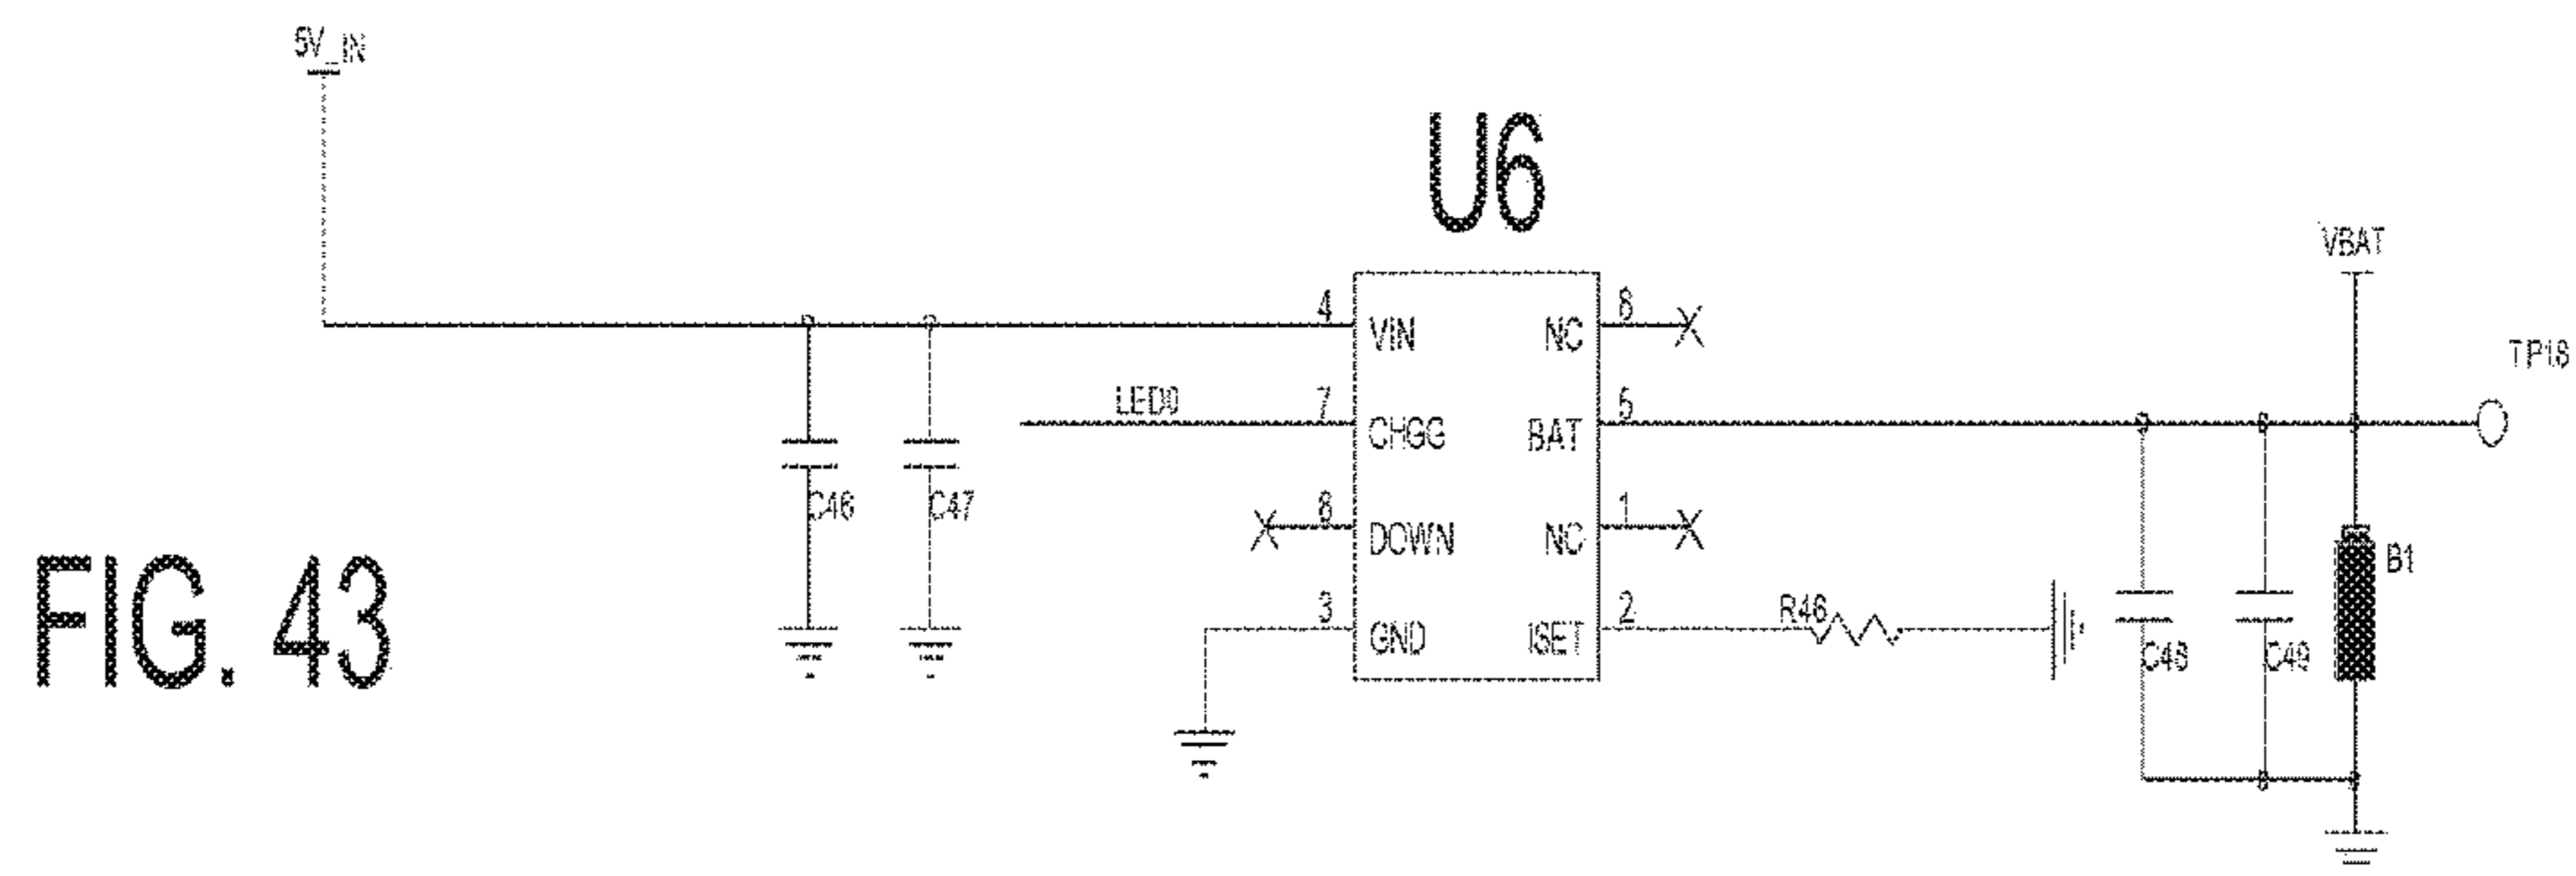 5V_IN
U6
VBAT
4 VIN NC 8
TP18
LED0 7 CHGG BAT 5
C46 C47 8 DOWN NC 1
B1
3 GND ISET 2 R46
C48 C49
FIG. 43